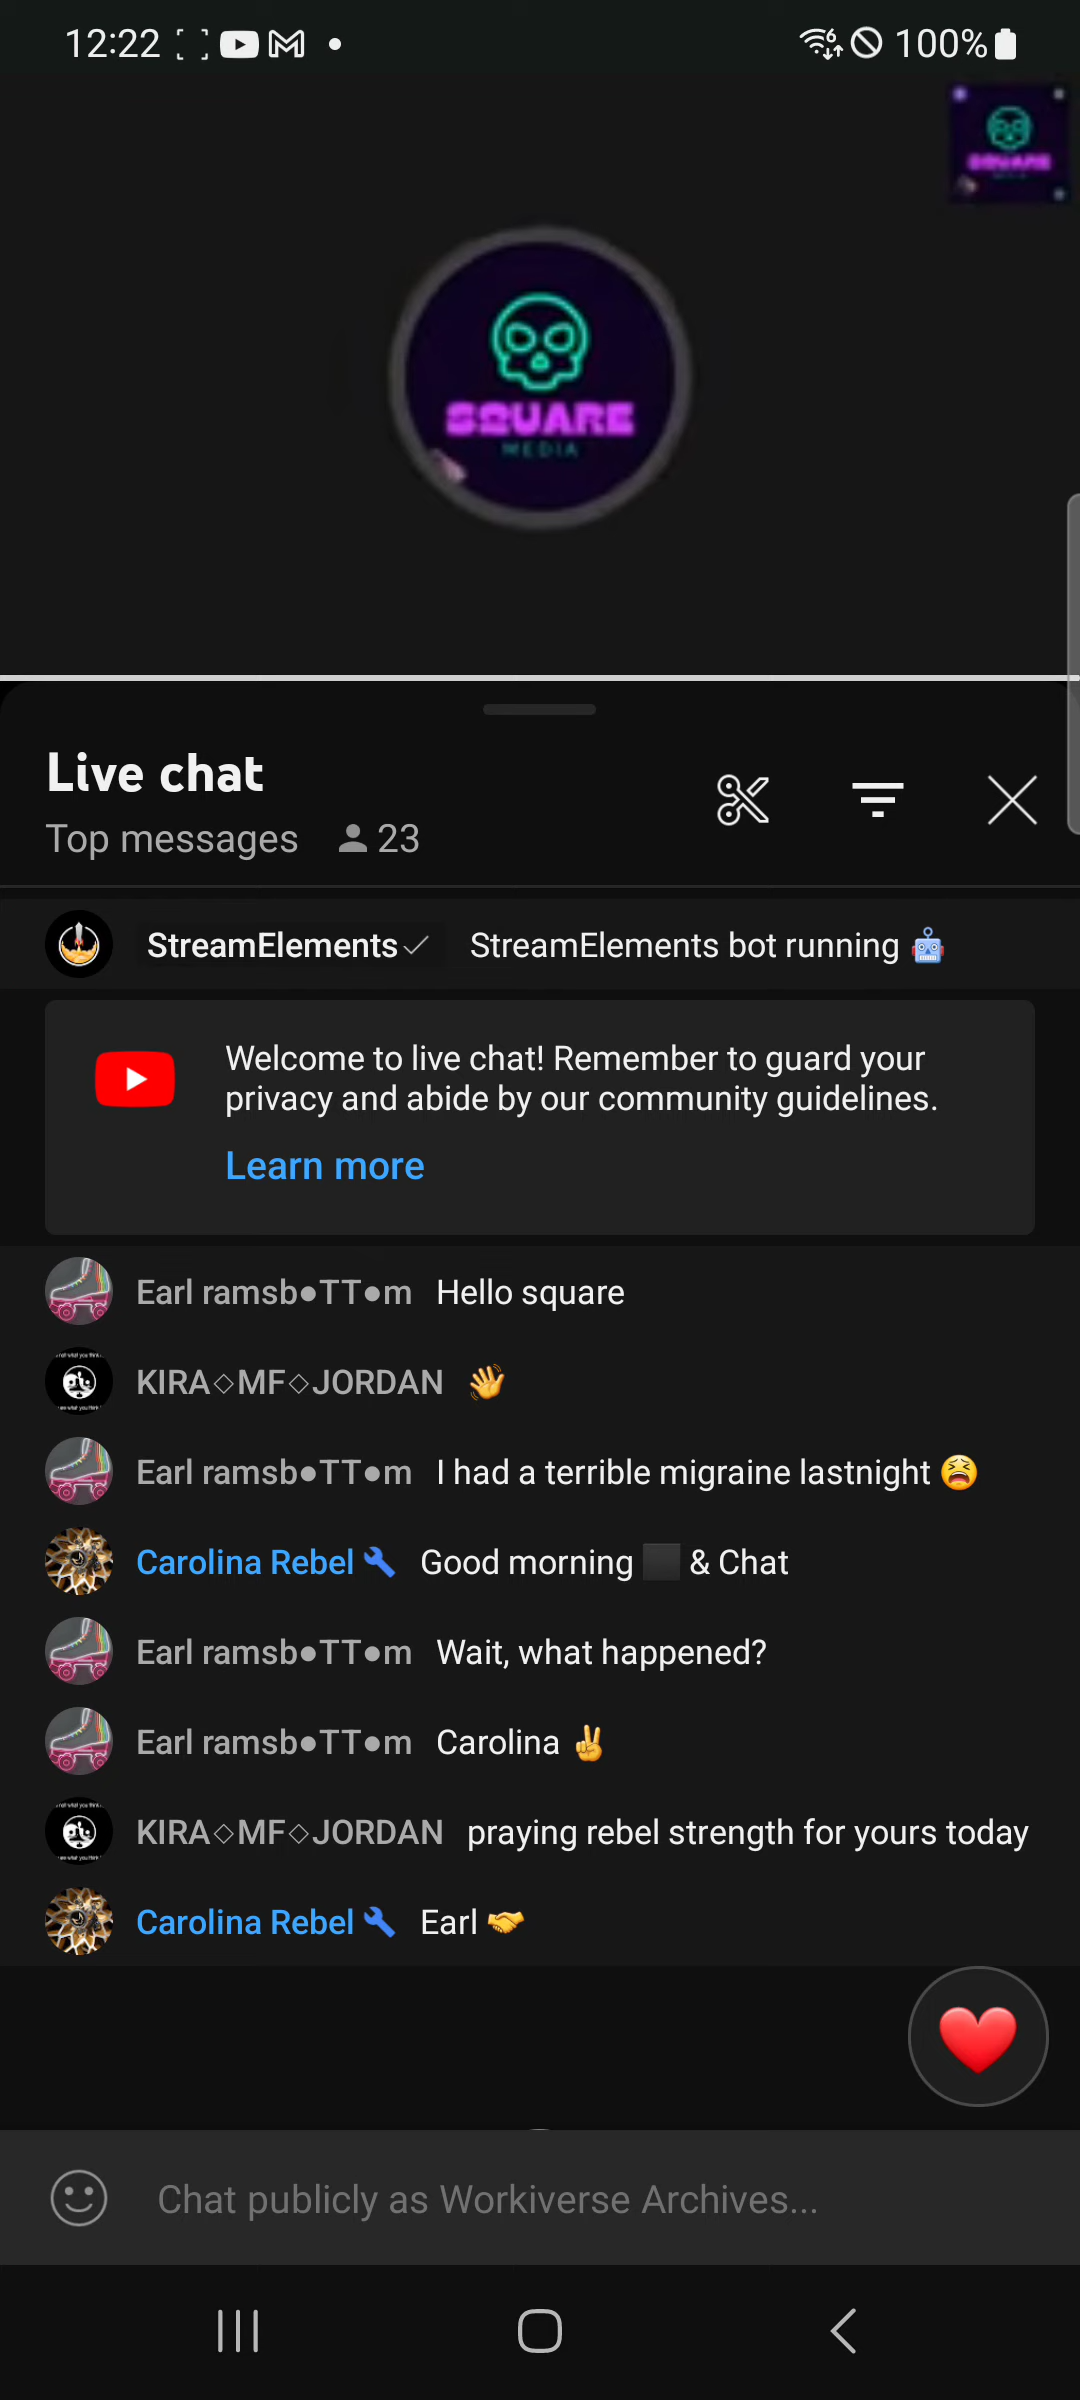 12:22
6
100%
SQUARE
SQUARE
MEDIA
Live chat
Top messages 23
StreamElements✓ StreamElements bot running 🤖
Welcome to live chat! Remember to guard your
privacy and abide by our community guidelines.
Learn more
Earl ramsb●TT●m Hello square
KIRA◇MF◇JORDAN 👋
Earl ramsb●TT●m I had a terrible migraine lastnight 😫
Carolina Rebel🔧 Good morning ⬛ & Chat
Earl ramsb●TT●m Wait, what happened?
Earl ramsb●TT●m Carolina ✌️
KIRA◇MF◇JORDAN praying rebel strength for yours today
Carolina Rebel🔧 Earl 🤝
Chat publicly as Workiverse Archives...